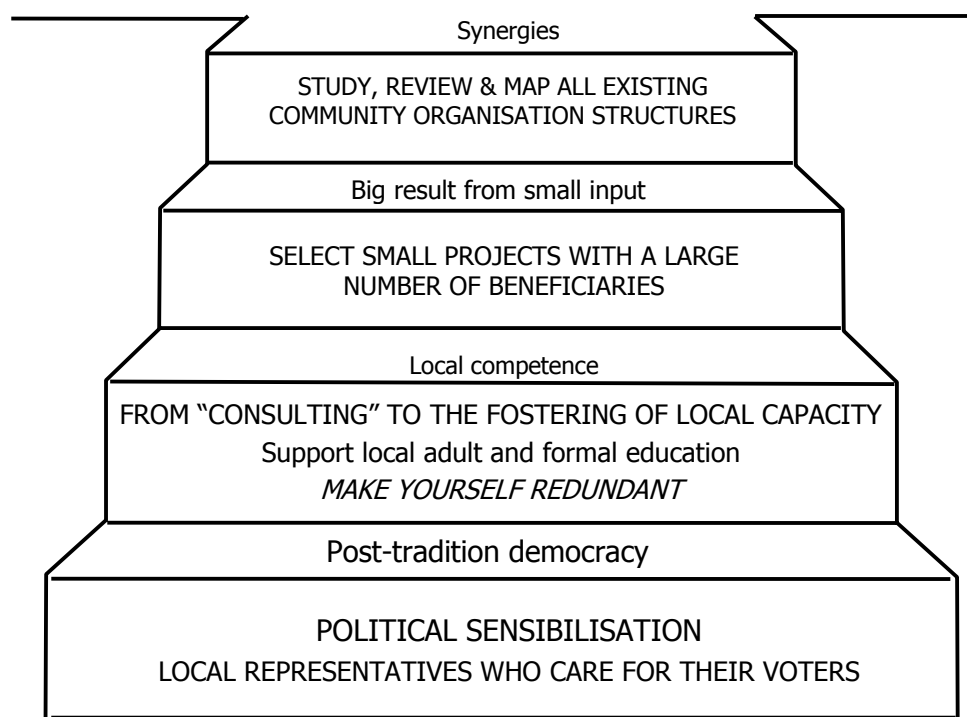 Synergies
STUDY, REVIEW & MAP ALL EXISTING
COMMUNITY ORGANISATION STRUCTURES
Big result from small input
SELECT SMALL PROJECTS WITH A LARGE
NUMBER OF BENEFICIARIES
Local competence
FROM “CONSULTING” TO THE FOSTERING OF LOCAL CAPACITY
Support local adult and formal education
MAKE YOURSELF REDUNDANT
Post-tradition democracy
POLITICAL SENSIBILISATION
LOCAL REPRESENTATIVES WHO CARE FOR THEIR VOTERS